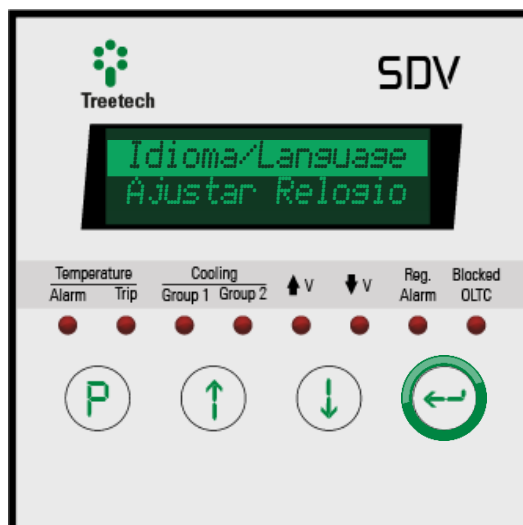 Treetech
SDV
Idioma/Language
Ajustar Relogio
Temperature
Alarm Trip
Cooling
Group 1 Group 2
V
V
Reg.
Alarm
Blocked
OLTC
P